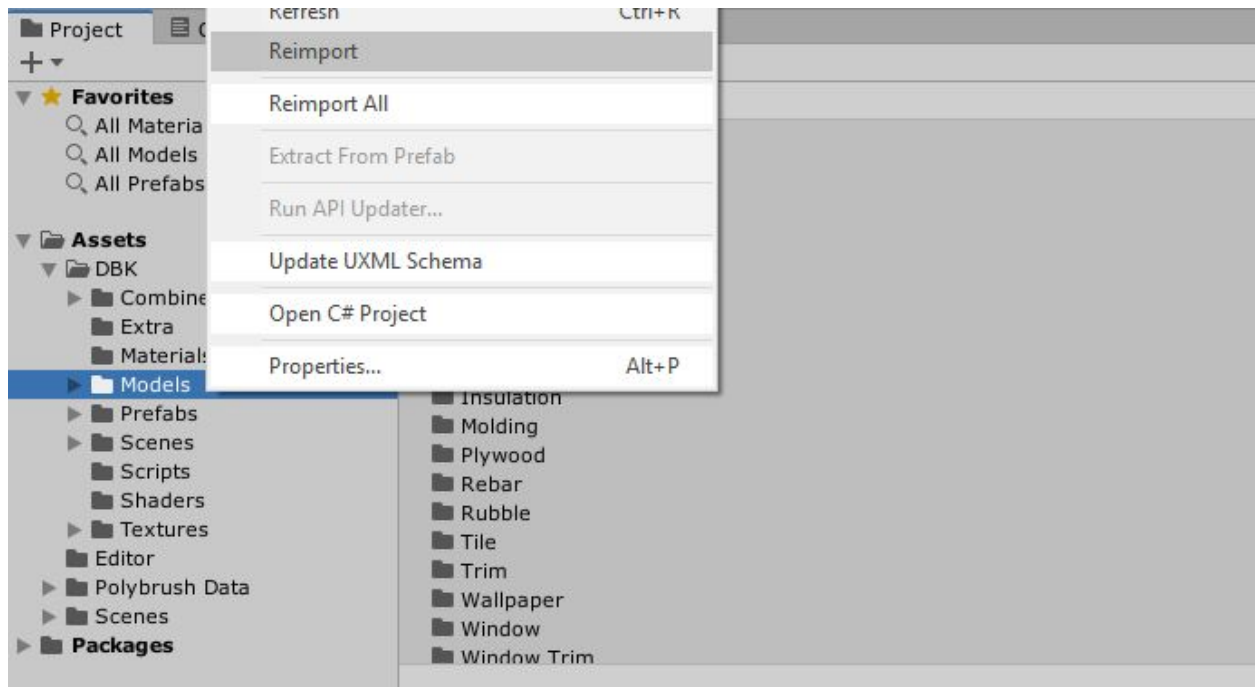 Project
Refresh Ctrl+R
Reimport
Reimport All
Extract From Prefab
Run API Updater...
Update UXML Schema
Open C# Project
Properties... Alt+P
Favorites
All Materia
All Models
All Prefabs
Assets
DBK
Combine
Extra
Materials
Models
Prefabs
Scenes
Scripts
Shaders
Textures
Editor
Polybrush Data
Scenes
Packages
Insulation
Molding
Plywood
Rebar
Rubble
Tile
Trim
Wallpaper
Window
Window Trim